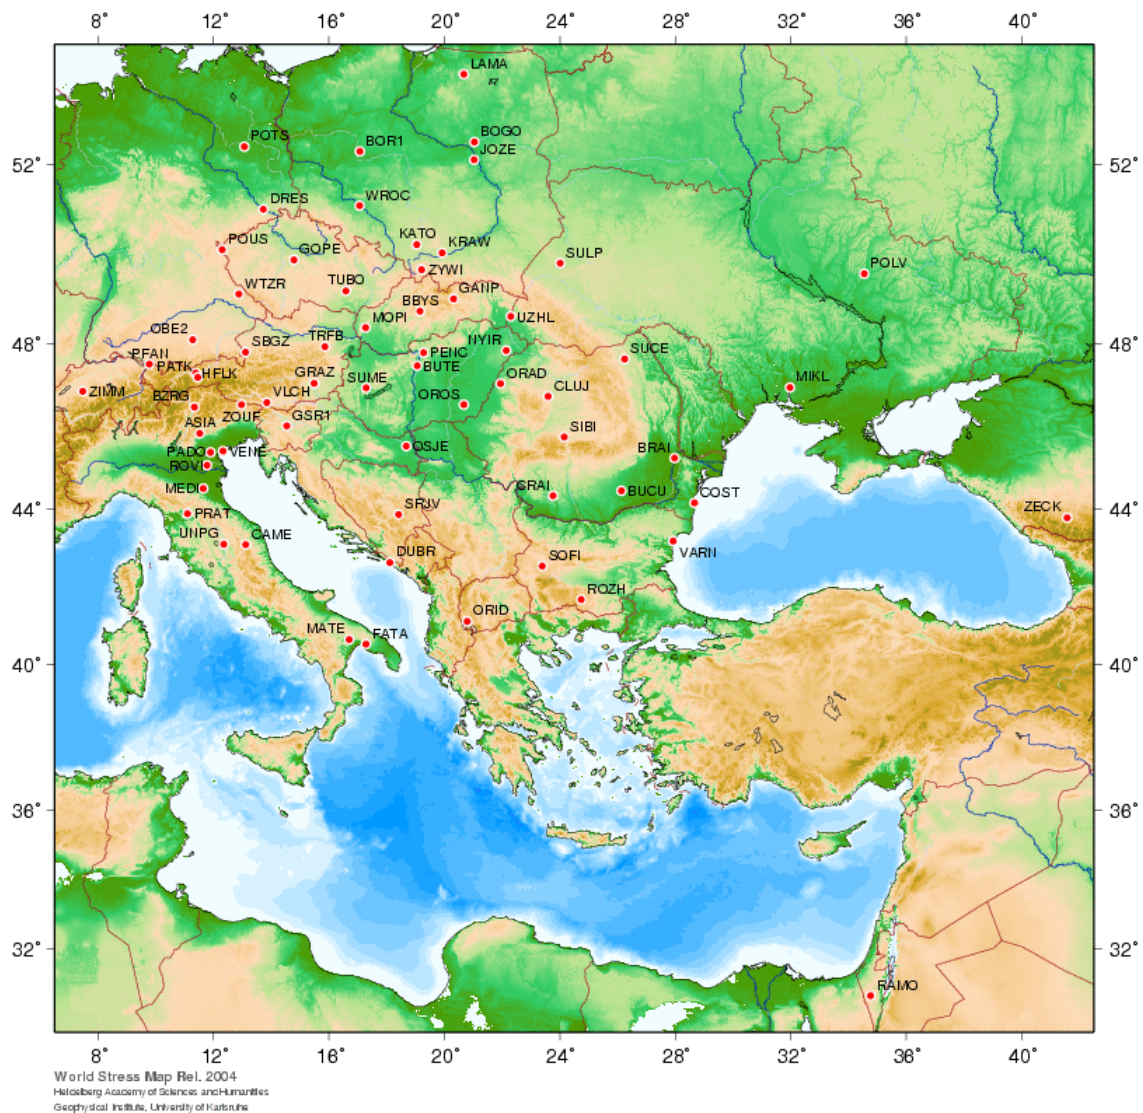 8° 12° 16° 20° 24° 28° 32° 36° 40°
LAMA
POTS
BOR1
BOGO
JOZE
52° 52°
DRES
WROC
POUS
GOPE
KATO
KRAW
SULP
POLV
ZYWI
WTZR
TUBO
GANP
BBYS
MOPI
UZHL
OBE2
SBGZ
TRFB
NYIR
48° 48°
PFAN
PATK
PENC
SUCE
HFLK
GRAZ
BUTE
ORAD
ZIMM
BZRG
VLCH
SUME
OROS
CLUJ
MIKL
ZOUF
GSR1
ASIA
SIBI
PADO
VENE
OSJE
BRAI
ROVI
MEDI
CRAI
BUCU
COST
SRJV
44° 44°
PRAT
ZECK
UNPG
CAME
DUBR
SOFI
VARN
ROZH
ORID
MATE
FATA
40° 40°
36° 36°
32° 32°
RAMO
8° 12° 16° 20° 24° 28° 32° 36° 40°
World Stress Map Rel. 2004
Heidelberg Academy of Sciences and Humanities
Geophysical Institute, University of Karlsruhe